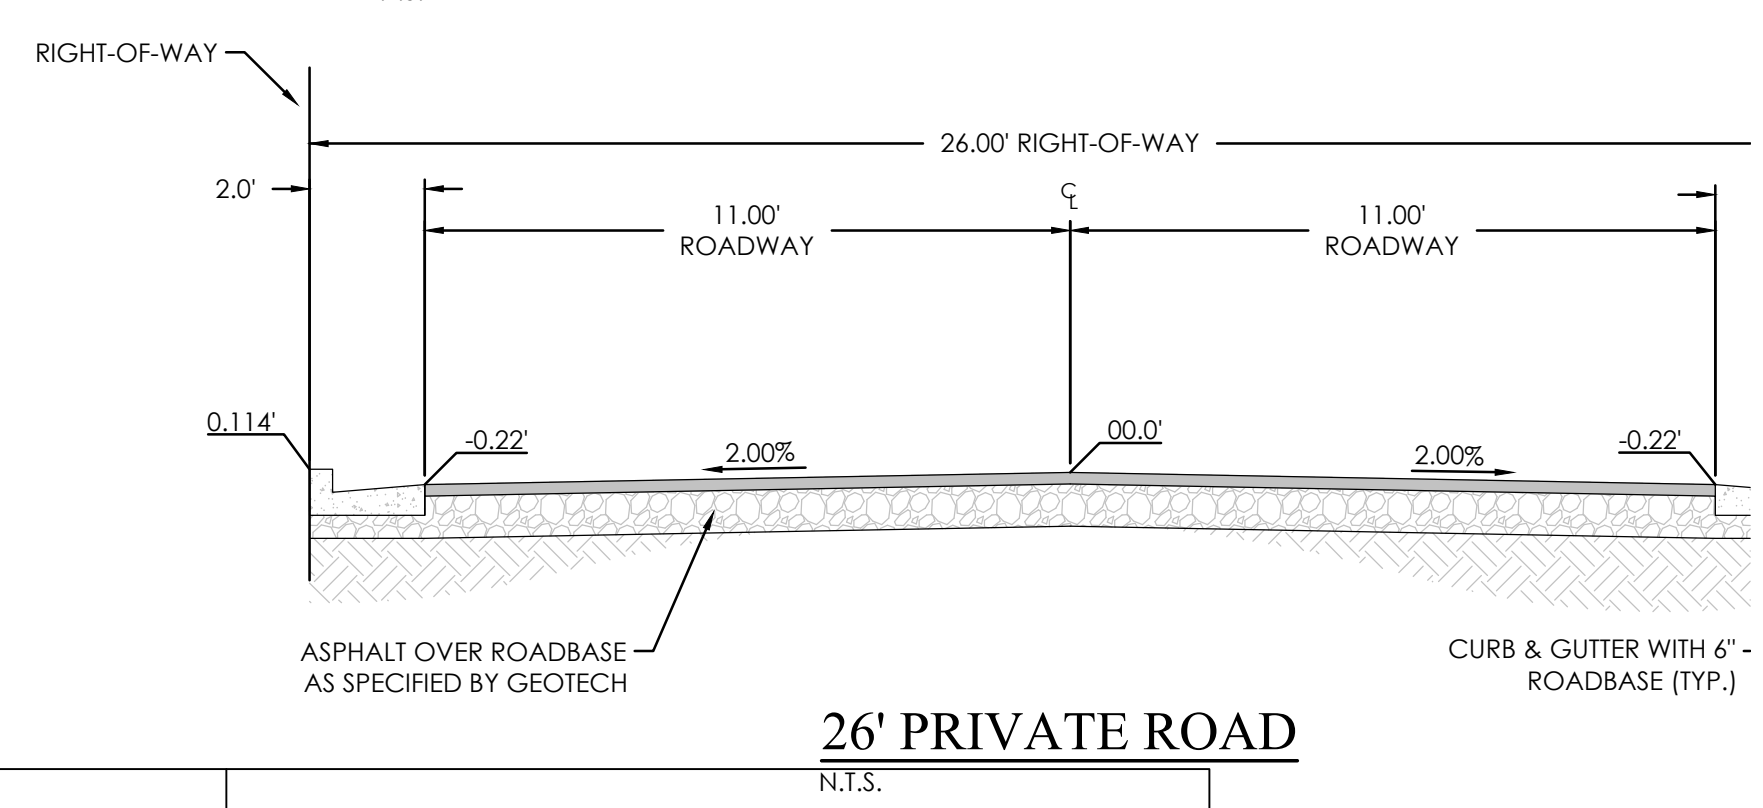 RIGHT-OF-WAY
26.00' RIGHT-OF-WAY
2.0'
℄
11.00'
ROADWAY
11.00'
ROADWAY
0.114'
-0.22'
2.00%
00.0'
2.00%
-0.22'
ASPHALT OVER ROADBASE
AS SPECIFIED BY GEOTECH
CURB & GUTTER WITH 6"
ROADBASE (TYP.)
26' PRIVATE ROAD
N.T.S.